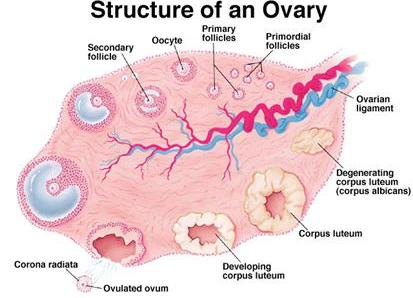 Structure of an Ovary
Secondary
follicle
Oocyte
Primary
follicles
Primordial
follicles
Ovarian
ligament
Degenerating
corpus luteum
(corpus albicans)
Corpus luteum
Developing
corpus luteum
Corona radiata
Ovulated ovum